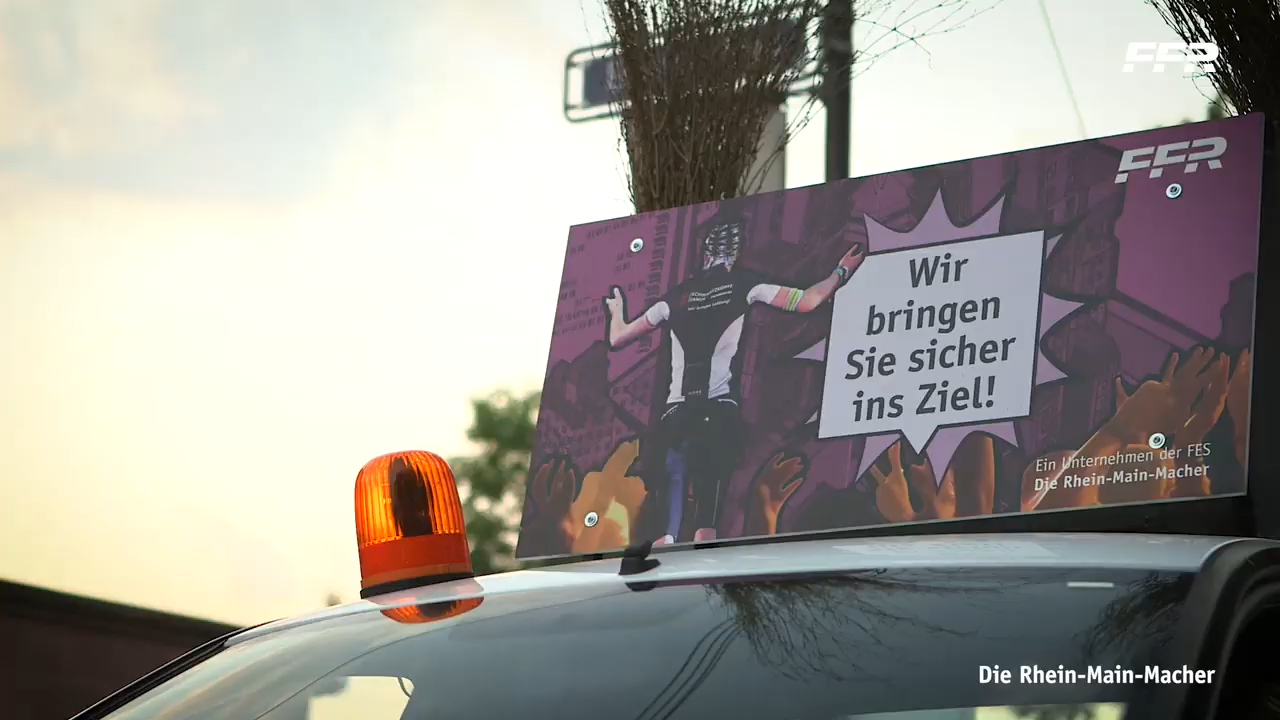 FFR
FFR
Wir
bringen
Sie sicher
ins Ziel!
Ein Unternehmen der FES
Die Rhein-Main-Macher
Die Rhein-Main-Macher